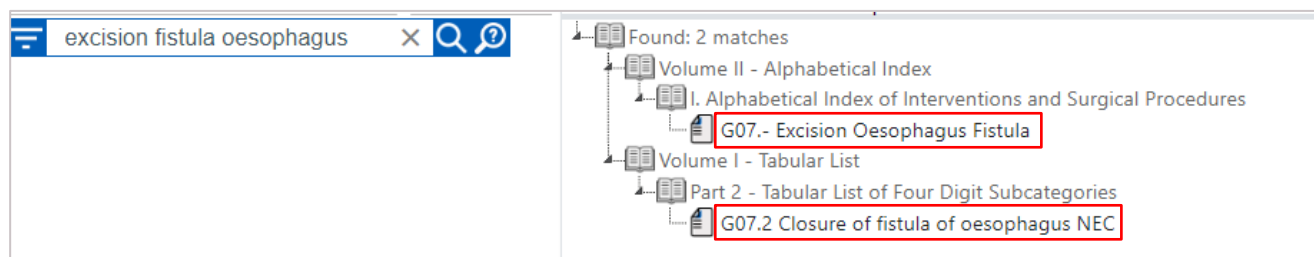 excision fistula oesophagus
Found: 2 matches
Volume II - Alphabetical Index
I. Alphabetical Index of Interventions and Surgical Procedures
G07.- Excision Oesophagus Fistula
Volume I - Tabular List
Part 2 - Tabular List of Four Digit Subcategories
G07.2 Closure of fistula of oesophagus NEC